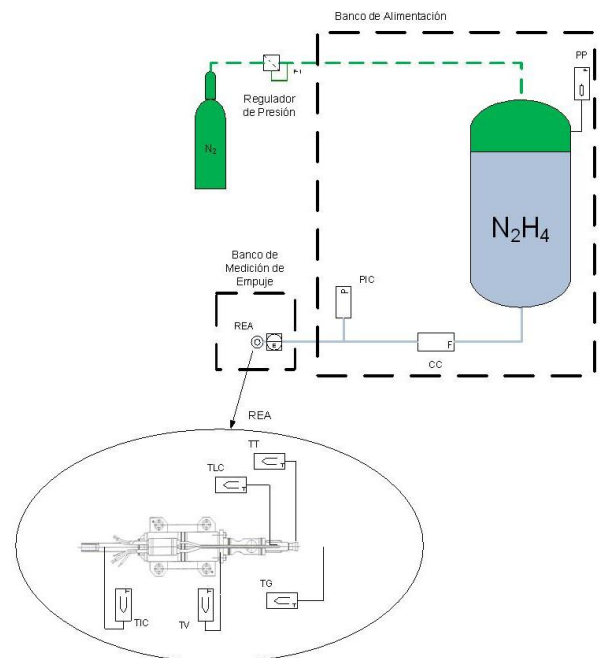 Banco de Alimentación
PP
P
Regulador
de Presión
N₂
N₂H₄
Banco de
Medición de
Empuje
PIC
P
REA
E
F
CC
REA
TT
T
TLC
T
TG
T
T
TIC
T
TV